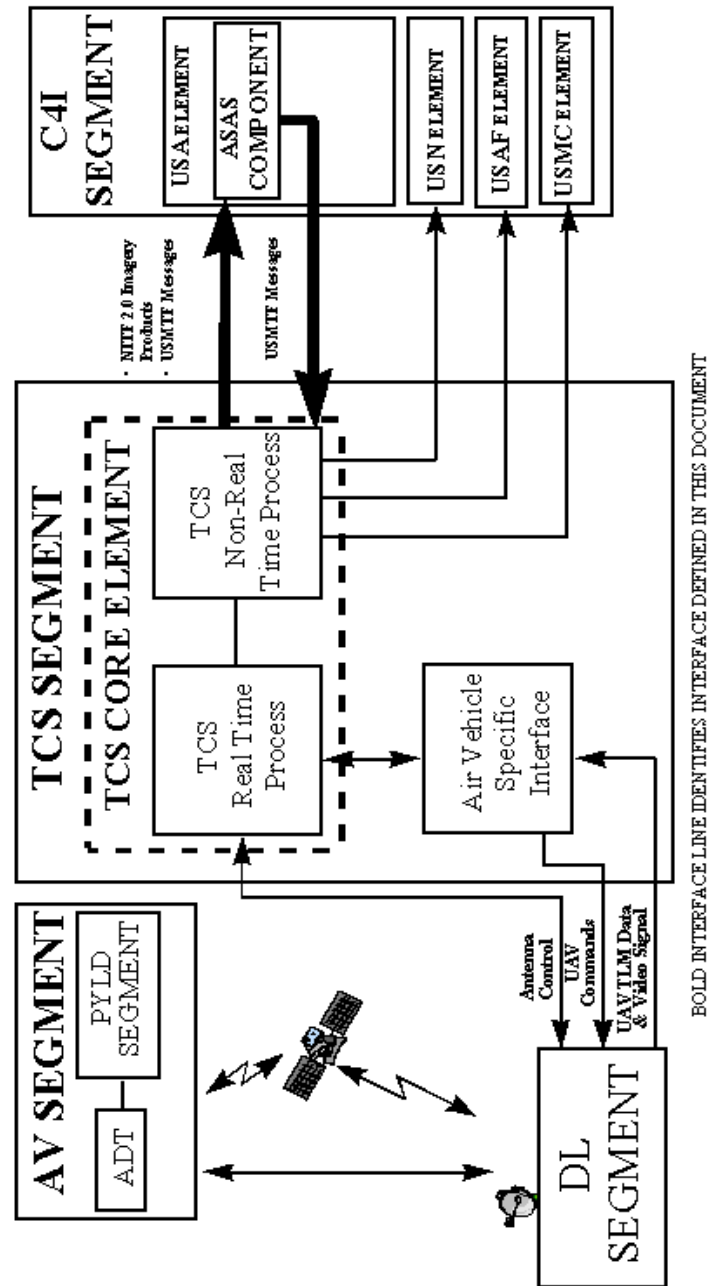 AV SEGMENT
PYLD
SEGMENT
ADT
DL
SEGMENT
Antenna
Control
UAV
Commands
UAV TLM Data
& Video Signal
TCS SEGMENT
TCS CORE ELEMENT
TCS
Real Time
Process
TCS
Non-Real
Time Process
Air Vehicle
Specific
Interface
· NITF 2.0 Imagery
Products
· USMTF Messages
USMTF Messages
C4I
SEGMENT
USA ELEMENT
ASAS
COMPONENT
USN ELEMENT
USAF ELEMENT
USMC ELEMENT
BOLD INTERFACE LINE IDENTIFIES INTERFACE DEFINED IN THIS DOCUMENT